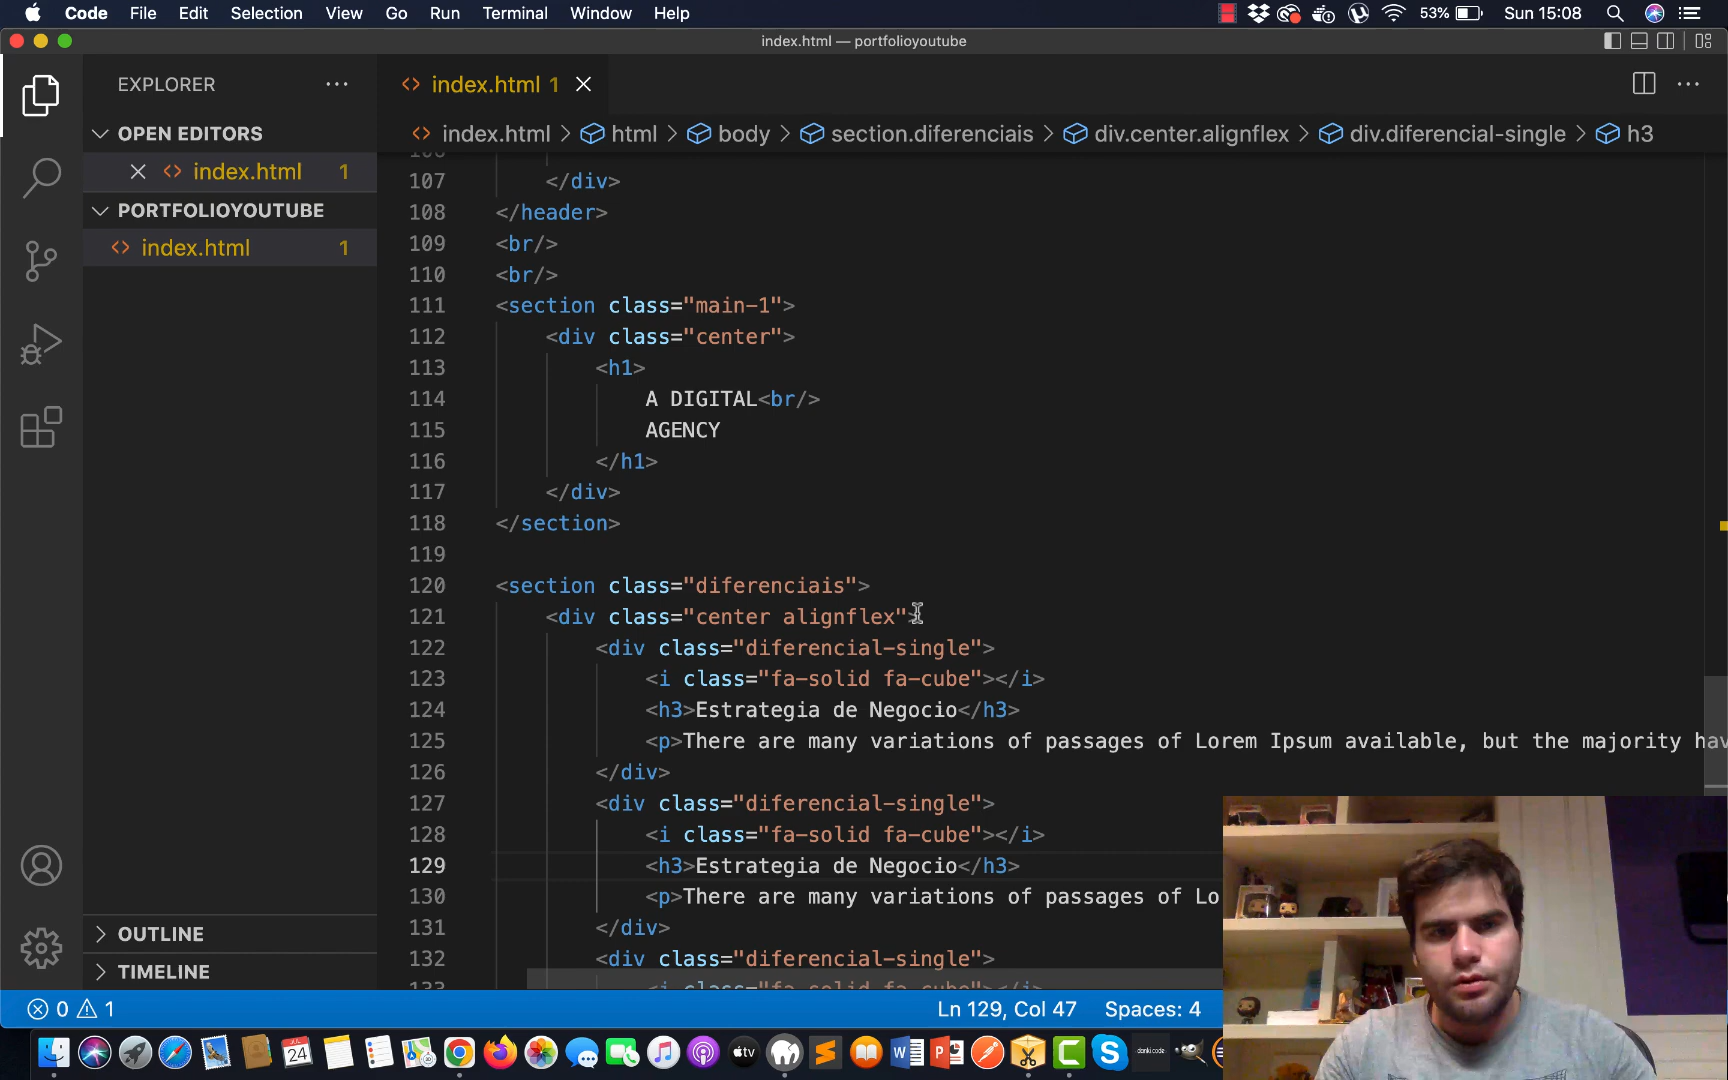 Code File Edit Selection View Go Run Terminal Window Help 53% Sun 15:08
index.html — portfolioyoutube
EXPLORER
index.html 1
OPEN EDITORS
index.html 1
PORTFOLIOYOUTUBE
index.html 1
OUTLINE
TIMELINE
index.html > html > body > section.diferenciais > div.center.alignflex > div.diferencial-single > h3
107 </div>
108 </header>
109 <br/>
110 <br/>
111 <section class="main-1">
112 <div class="center">
113 <h1>
114 A DIGITAL<br/>
115 AGENCY
116 </h1>
117 </div>
118 </section>
119
120 <section class="diferenciais">
121 <div class="center alignflex">
122 <div class="diferencial-single">
123 <i class="fa-solid fa-cube"></i>
124 <h3>Estrategia de Negocio</h3>
125 <p>There are many variations of passages of Lorem Ipsum available, but the majority hav
126 </div>
127 <div class="diferencial-single">
128 <i class="fa-solid fa-cube"></i>
129 <h3>Estrategia de Negocio</h3>
130 <p>There are many variations of passages of Lo
131 </div>
132 <div class="diferencial-single">
0 1 Ln 129, Col 47 Spaces: 4
JUL 24 tv W P S danki code